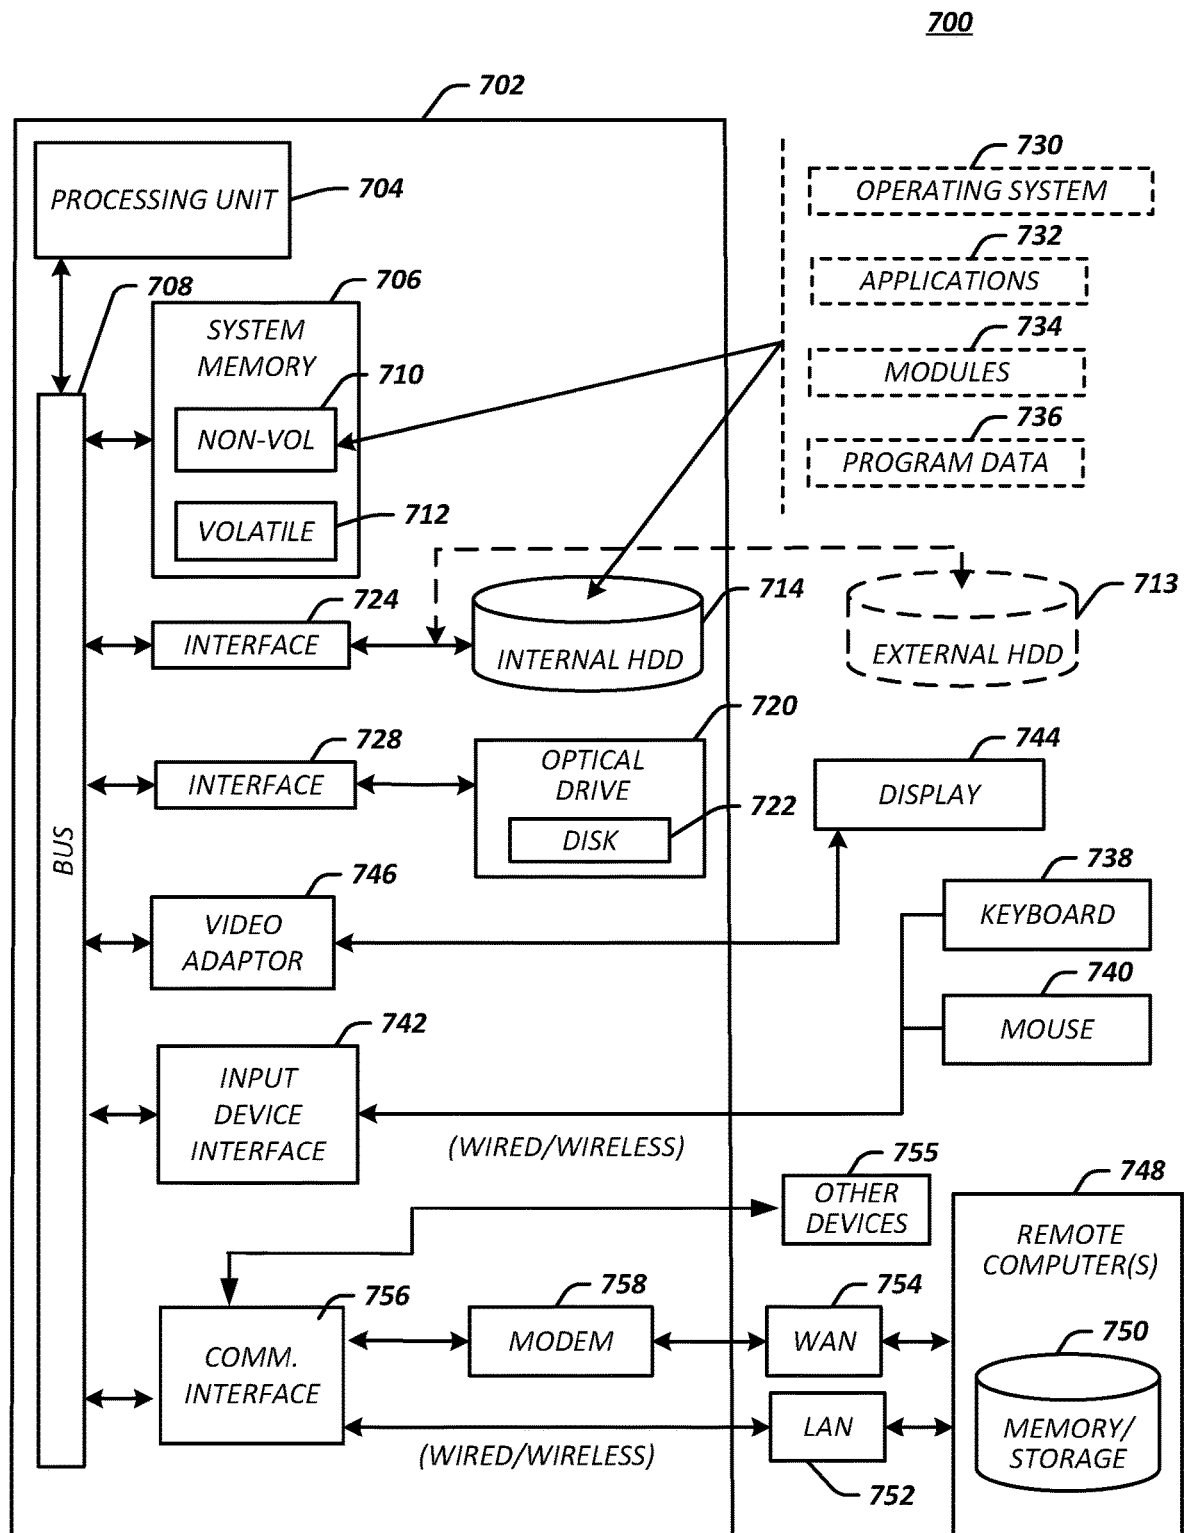 700
702
PROCESSING UNIT
704
730
OPERATING SYSTEM
732
APPLICATIONS
734
MODULES
736
PROGRAM DATA
708
706
SYSTEM
MEMORY
710
NON-VOL
712
VOLATILE
724
INTERFACE
714
INTERNAL HDD
713
EXTERNAL HDD
728
INTERFACE
720
OPTICAL
DRIVE
722
DISK
744
DISPLAY
BUS
746
VIDEO
ADAPTOR
738
KEYBOARD
740
MOUSE
742
INPUT
DEVICE
INTERFACE
(WIRED/WIRELESS)
755
OTHER
DEVICES
748
REMOTE
COMPUTER(S)
756
COMM.
INTERFACE
758
MODEM
754
WAN
750
MEMORY/
STORAGE
LAN
752
(WIRED/WIRELESS)